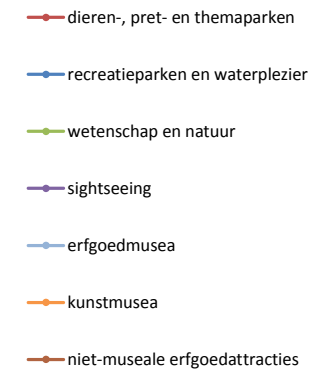 dieren-, pret- en themaparken
recreatieparken en waterplezier
wetenschap en natuur
sightseeing
erfgoedmusea
kunstmusea
niet-museale erfgoedattracties